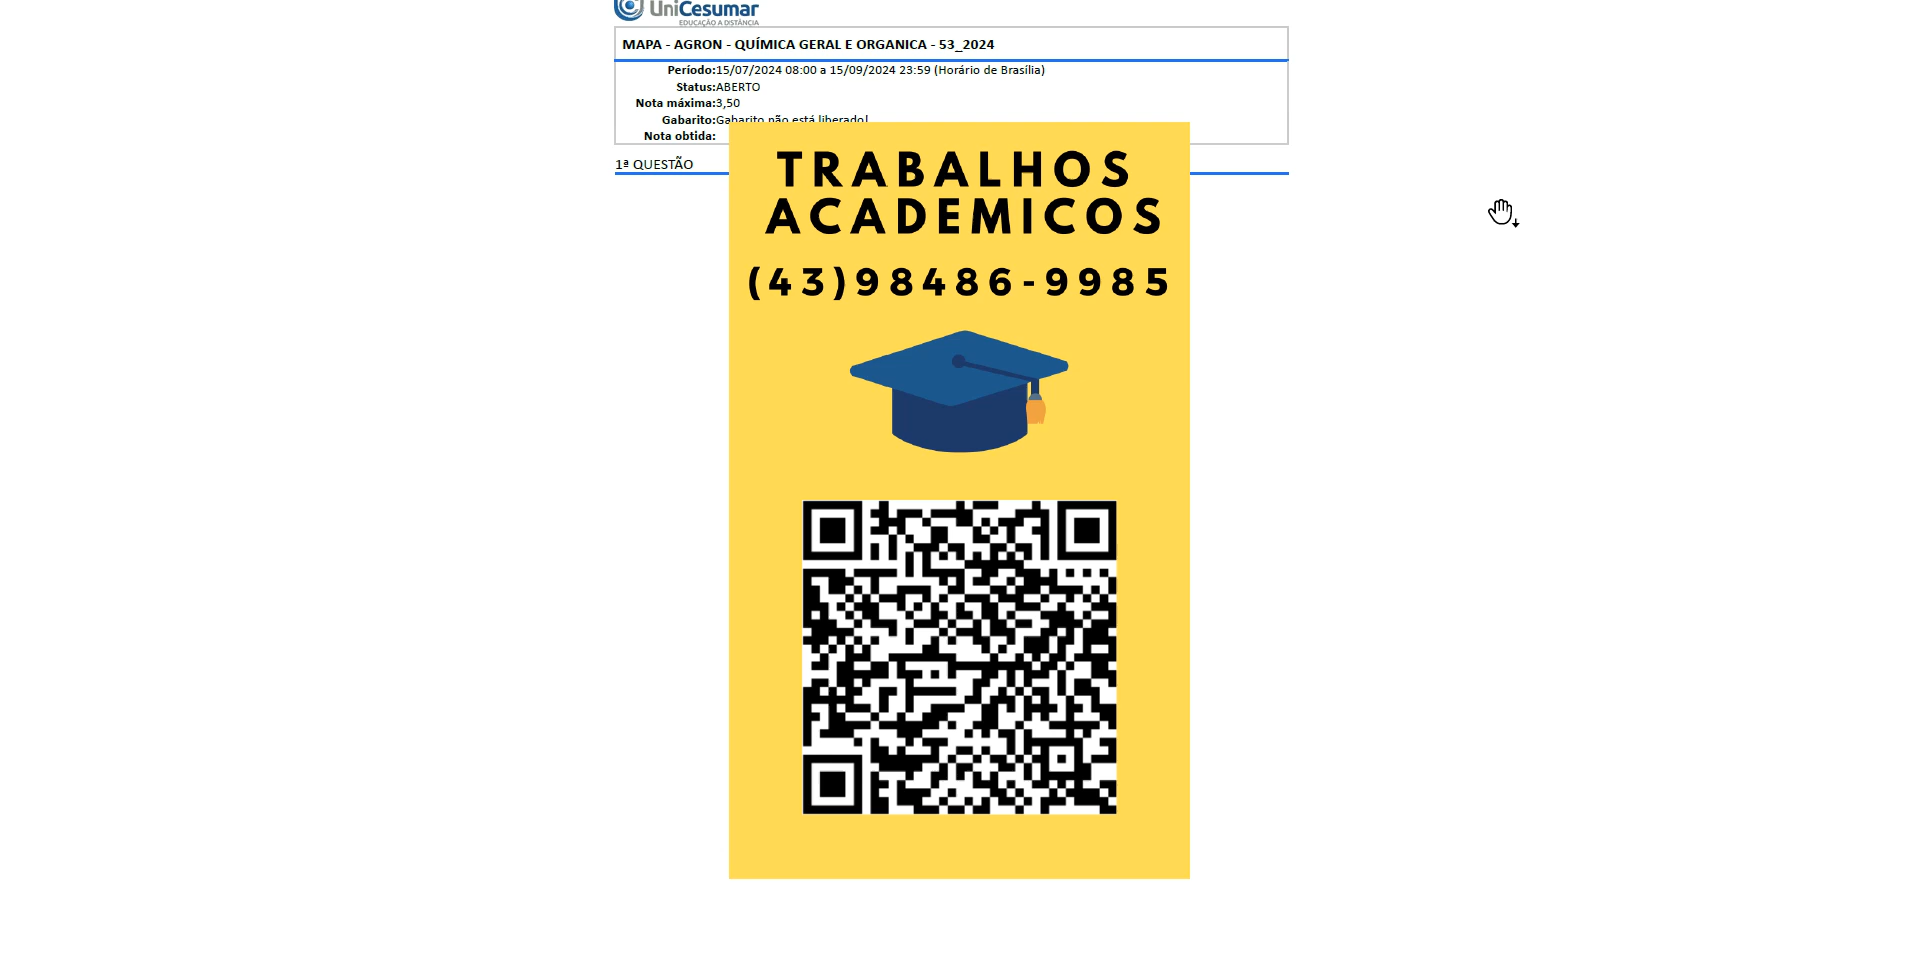 UniCesumar
EDUCAÇÃO A DISTÂNCIA
MAPA - AGRON - QUÍMICA GERAL E ORGANICA - 53_2024
Período:15/07/2024 08:00 a 15/09/2024 23:59 (Horário de Brasília)
Status:ABERTO
Nota máxima:3,50
Gabarito:Gabarito não está liberado!
Nota obtida:
1ª QUESTÃO
TRABALHOS
ACADEMICOS
(43)98486-9985